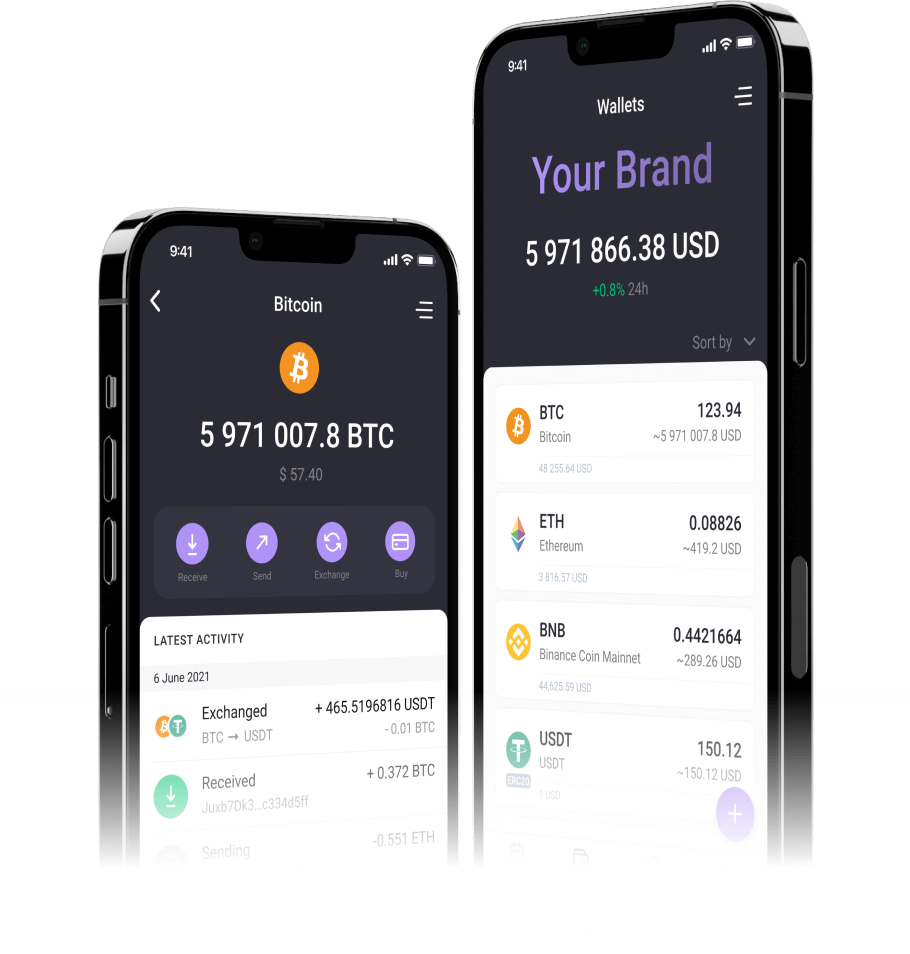 9:41
Bitcoin
5 971 007.8 BTC
$ 57.40
Receive Send Exchange Buy
LATEST ACTIVITY
6 June 2021
Exchanged + 465.5196816 USDT
BTC → USDT - 0.01 BTC
Received + 0.372 BTC
Juxb7Dk3...c334d5ff
Sending -0.551 ETH
9:41
Wallets
Your Brand
5 971 866.38 USD
+0.8% 24h
Sort by
BTC 123.94
Bitcoin ~5 971 007.8 USD
48 255.64 USD
ETH 0.08826
Ethereum ~419.2 USD
3 816.57 USD
BNB 0.4421664
Binance Coin Mainnet ~289.26 USD
44,625.59 USD
USDT 150.12
USDT ~150.12 USD
ERC20 1 USD